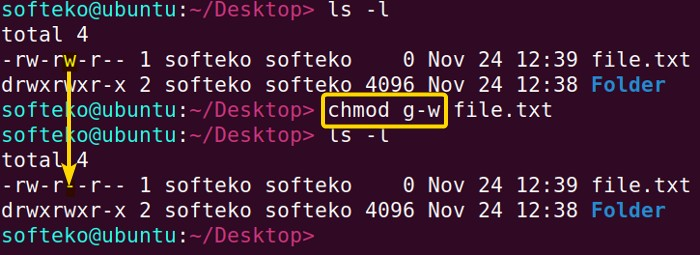 softeko@ubuntu:~/Desktop> ls -l
total 4
-rw-rw-r-- 1 softeko softeko    0 Nov 24 12:39 file.txt
drwxrwxr-x 2 softeko softeko 4096 Nov 24 12:38 Folder
softeko@ubuntu:~/Desktop> chmod g-w file.txt
softeko@ubuntu:~/Desktop> ls -l
total 4
-rw-r--r-- 1 softeko softeko    0 Nov 24 12:39 file.txt
drwxrwxr-x 2 softeko softeko 4096 Nov 24 12:38 Folder
softeko@ubuntu:~/Desktop>